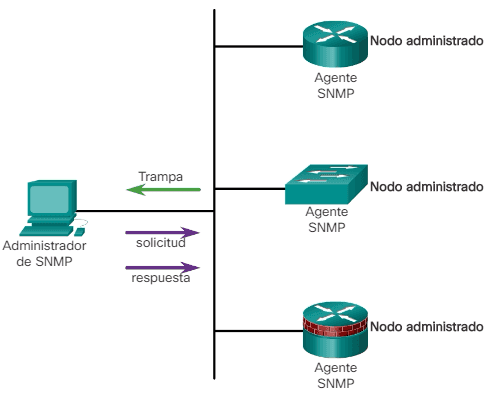 Nodo administrado
Agente
SNMP
Trampa
Nodo administrado
Agente
SNMP
Administrador
de SNMP
solicitud
respuesta
Nodo administrado
Agente
SNMP